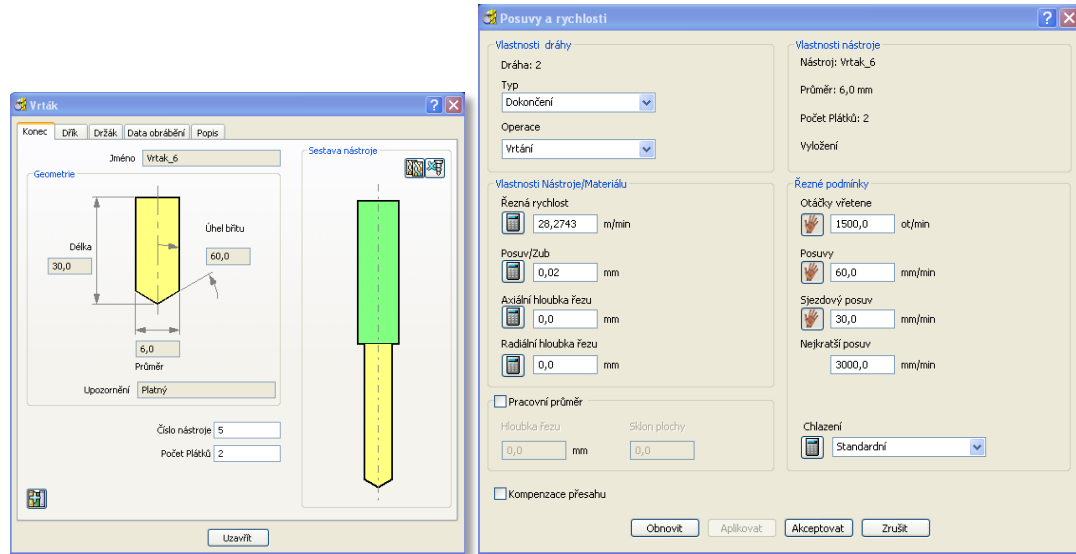 Vrták
Konec Dřík Držák Data obrábění Popis
Jméno Vrtak_6
Geometrie
Délka
30,0
Úhel břitu
60,0
6,0
Průměr
Upozornění Platný
Číslo nástroje 5
Počet Plátků 2
Sestava nástroje
Uzavřít
Posuvy a rychlosti
Vlastnosti dráhy
Dráha: 2
Typ
Dokončení
Operace
Vrtání
Vlastnosti nástroje
Nástroj: Vrtak_6
Průměr: 6,0 mm
Počet Plátků: 2
Vyložení
Vlastnosti Nástroje/Materiálu
Řezná rychlost
28,2743 m/min
Posuv/Zub
0,02 mm
Axiální hloubka řezu
0,0 mm
Radiální hloubka řezu
0,0 mm
Řezné podmínky
Otáčky vřetene
1500,0 ot/min
Posuvy
60,0 mm/min
Sjezdový posuv
30,0 mm/min
Nejkratší posuv
3000,0 mm/min
Pracovní průměr
Hloubka řezu Sklon plochy
0,0 mm 0,0
Chlazení
Standardní
Kompenzace přesahu
Obnovit Aplikovat Akceptovat Zrušit